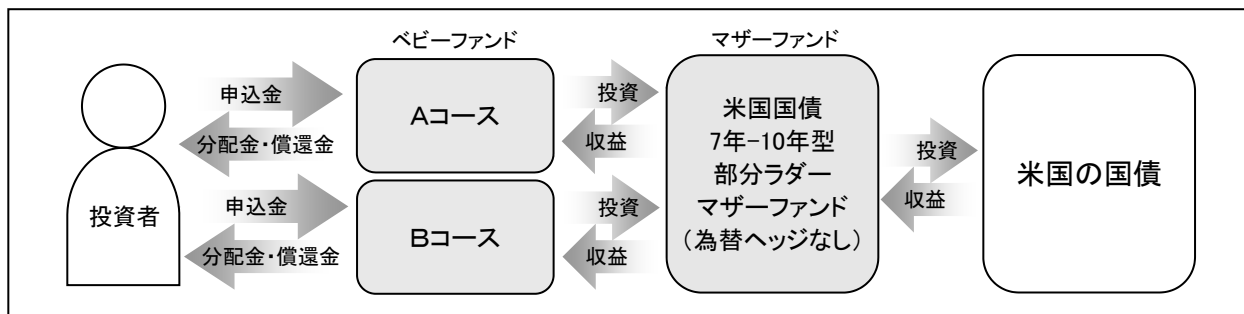 ベビーファンド
マザーファンド
申込金
分配金・償還金
申込金
分配金・償還金
投資者
Aコース
Bコース
投資
収益
投資
収益
米国国債
7年-10年型
部分ラダー
マザーファンド
（為替ヘッジなし）
投資
収益
米国の国債